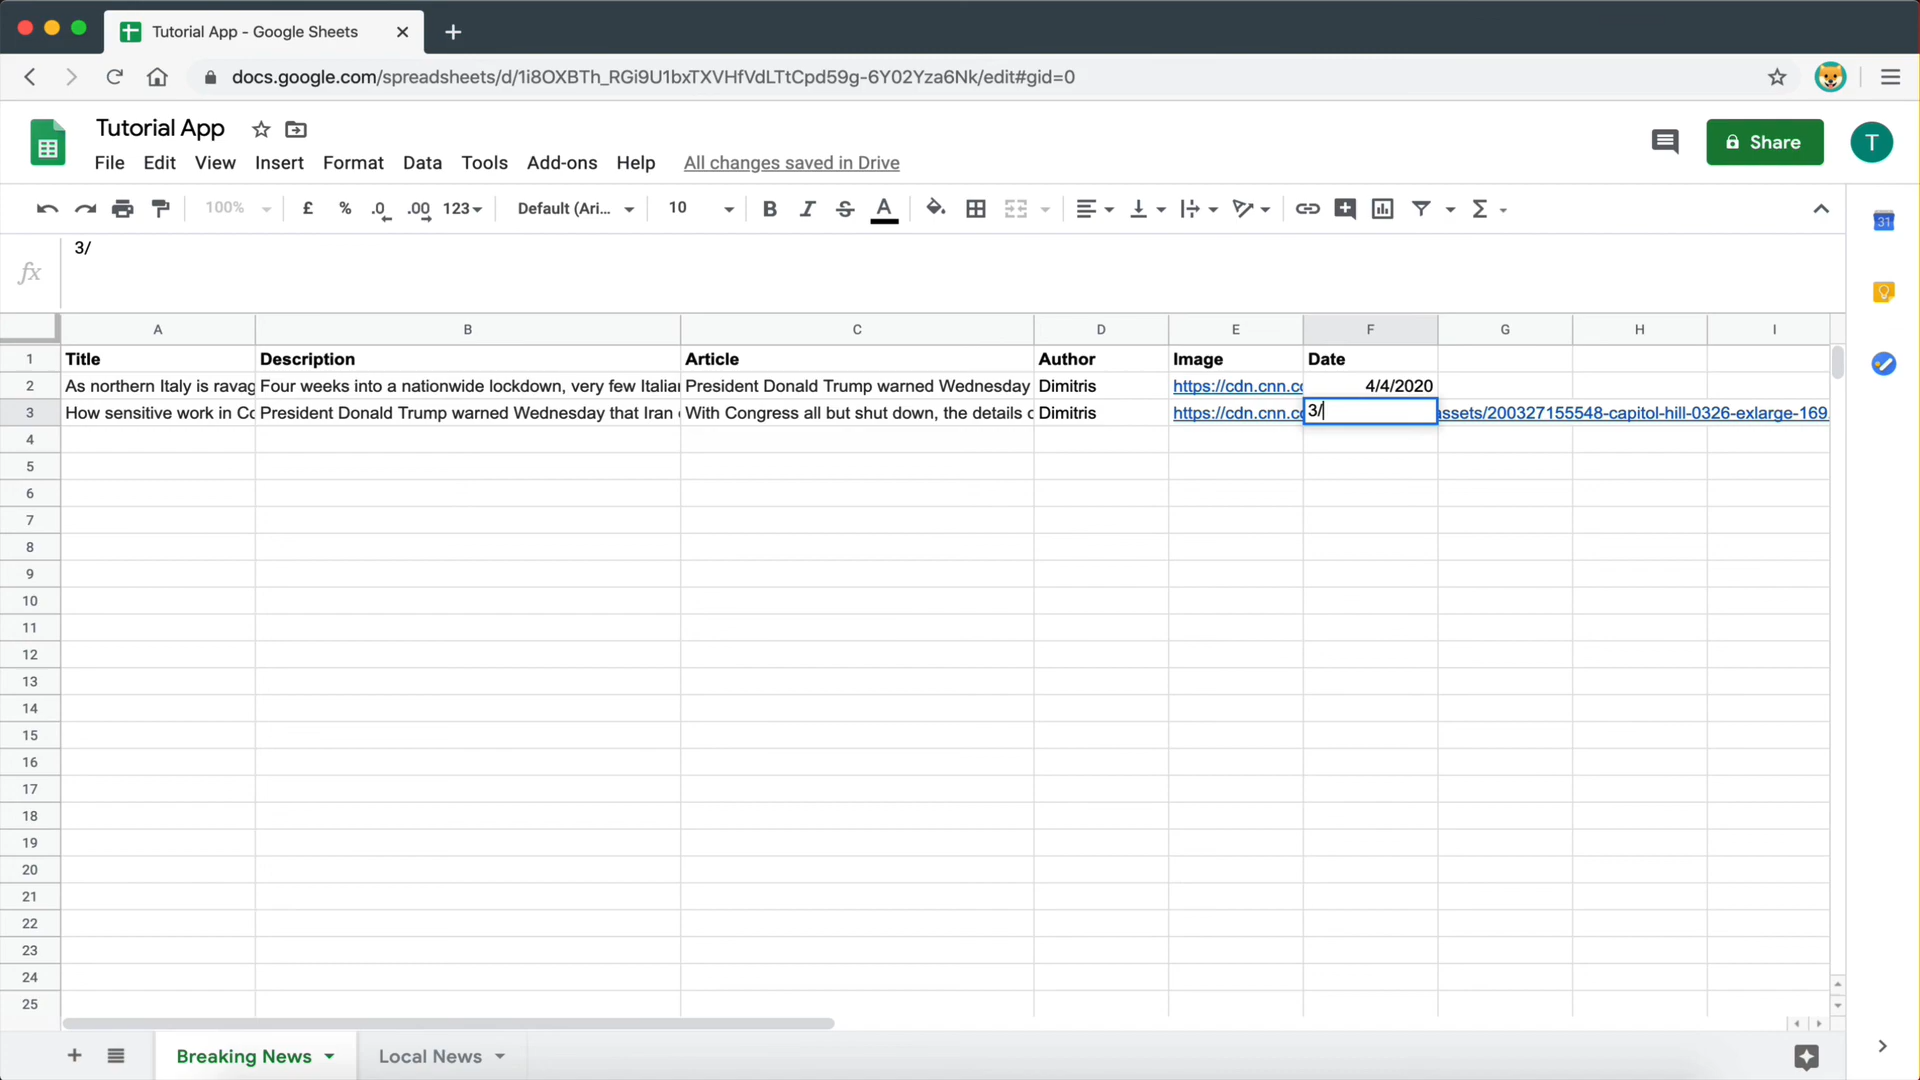 Tutorial App - Google Sheets
docs.google.com/spreadsheets/d/1i8OXBTh_RGi9U1bxTXVHfVdLTtCpd59g-6Y02Yza6Nk/edit#gid=0
Tutorial App
File Edit View Insert Format Data Tools Add-ons Help All changes saved in Drive
Share
T
100% £ % .0 .00 123 Default (Ari... 10 B I S A Σ
31
fx 3/
A B C D E F G H I
1 Title Description Article Author Image Date
2 As northern Italy is ravag Four weeks into a nationwide lockdown, very few Italian President Donald Trump warned Wednesday Dimitris https://cdn.cnn.co 4/4/2020
3 How sensitive work in Co President Donald Trump warned Wednesday that Iran With Congress all but shut down, the details o Dimitris https://cdn.cnn.co 3/ assets/200327155548-capitol-hill-0326-exlarge-169.
4
5
6
7
8
9
10
11
12
13
14
15
16
17
18
19
20
21
22
23
24
25
Breaking News Local News